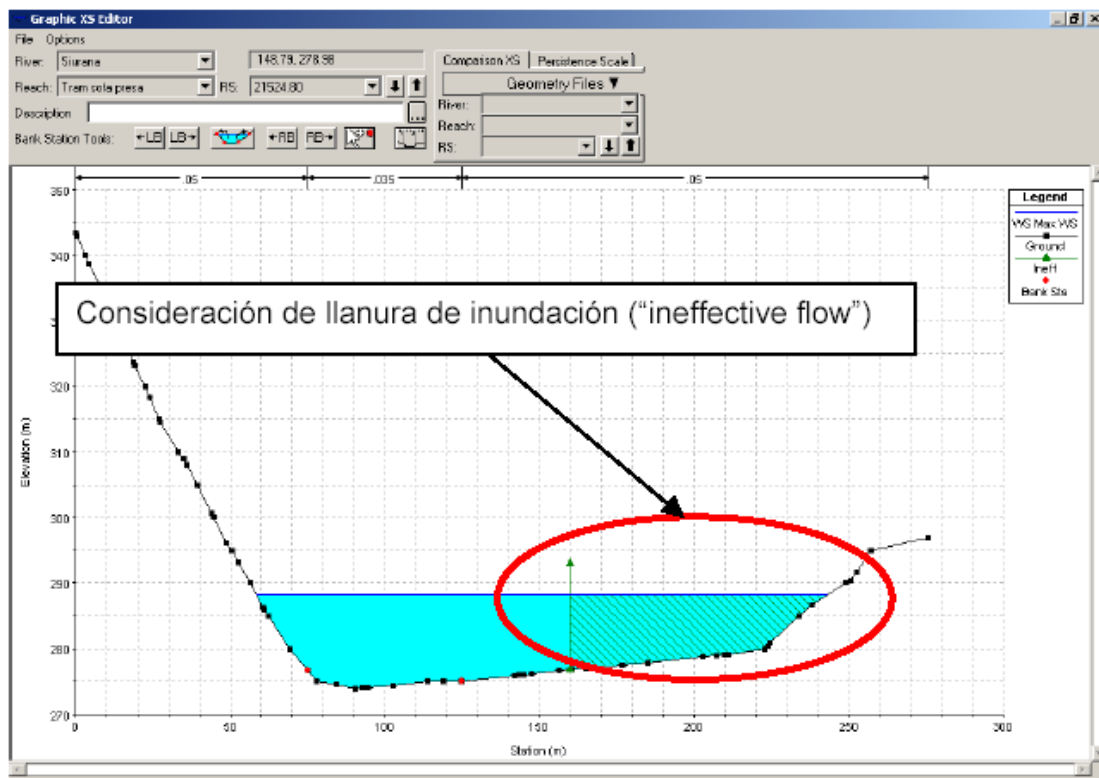 Graphic XS Editor
File Options
River: Siurana 148.79, 278.98 Comparison XS Persistence Scale
Reach: Tram sota presa RS: 21524.80 Geometry Files ▼
Description ... River:
Bank Station Tools: ←LB LB→ ←RB RB→ Reach:
RS:
.05 .035 .05
Legend
WS Max WS
Ground
Ineff
Bank Sta
Consideración de llanura de inundación (“ineffective flow”)
Elevation (m)
350
340
320
310
300
290
280
270
0 50 100 150 200 250 300
Station (m)